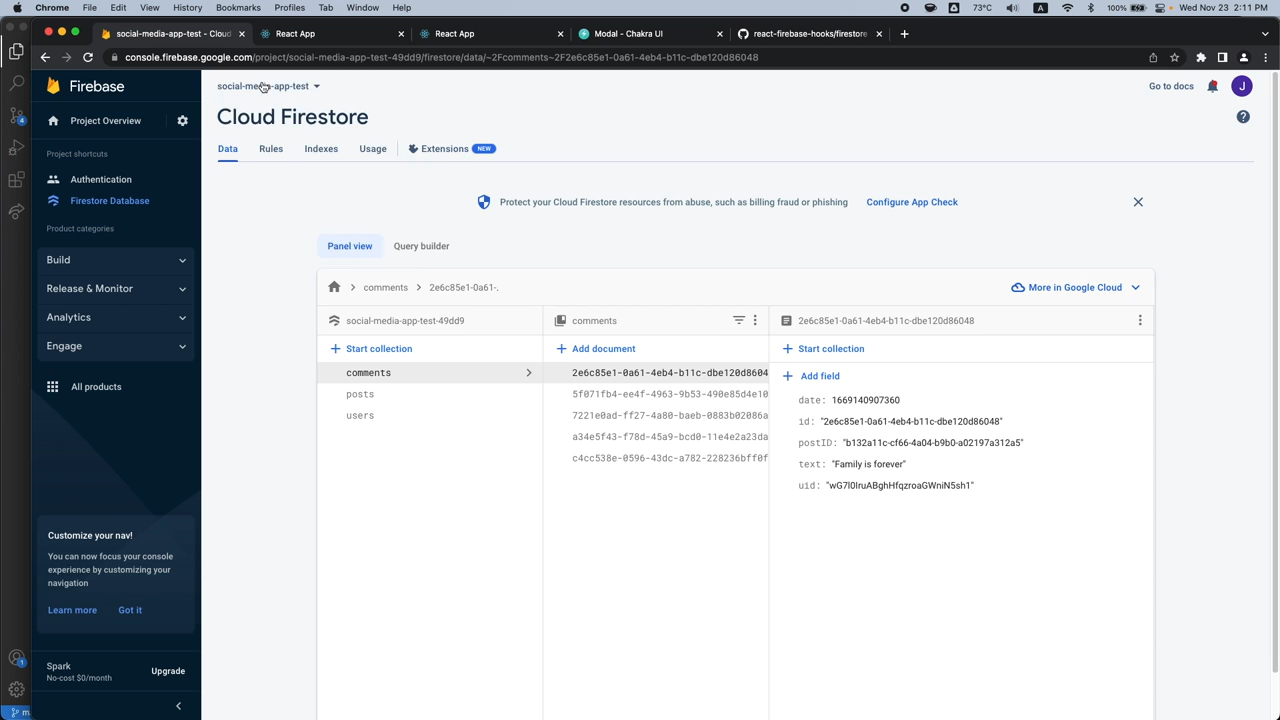 Chrome File Edit View History Bookmarks Profiles Tab Window Help
A 73°C A 100% Wed Nov 23 2:11 PM
social-media-app-test - Cloud React App React App Modal - Chakra UI react-firebase-hooks/firestore
console.firebase.google.com/project/social-media-app-test-49dd9/firestore/data/~2Fcomments~2F2e6c85e1-0a61-4eb4-b11c-dbe120d86048
Firebase
social-media-app-test
Go to docs
J
Cloud Firestore
Project Overview
Data Rules Indexes Usage Extensions NEW
Project shortcuts
Authentication
Firestore Database
Product categories
Build
Release & Monitor
Analytics
Engage
All products
Protect your Cloud Firestore resources from abuse, such as billing fraud or phishing Configure App Check
Panel view Query builder
comments 2e6c85e1-0a61-.
More in Google Cloud
social-media-app-test-49dd9 comments 2e6c85e1-0a61-4eb4-b11c-dbe120d86048
Start collection Add document Start collection
comments
posts
users
2e6c85e1-0a61-4eb4-b11c-dbe120d8604
5f071fb4-ee4f-4963-9b53-490e85d4e10
7221e0ad-ff27-4a80-baeb-0883b02086a
a34e5f43-f78d-45a9-bcd0-11e4e2a23da
c4cc538e-0596-43dc-a782-228236bff0f
Add field
date: 1669140907360
id: "2e6c85e1-0a61-4eb4-b11c-dbe120d86048"
postID: "b132a11c-cf66-4a04-b9b0-a02197a312a5"
text: "Family is forever"
uid: "wG7l0IruABghHfqzroaGWniN5sh1"
Customize your nav!
You can now focus your console
experience by customizing your
navigation
Learn more Got it
Spark
No-cost $0/month
Upgrade
4
1
m